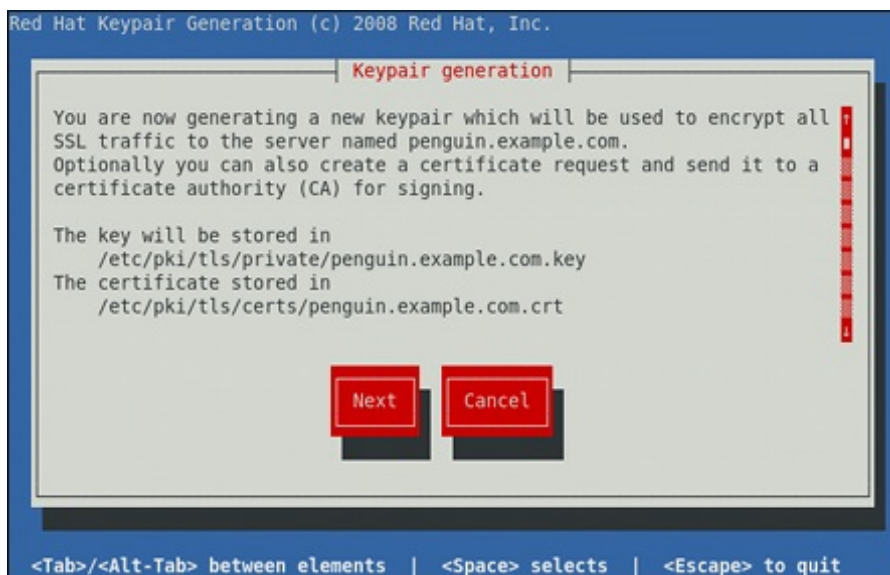 Red Hat Keypair Generation (c) 2008 Red Hat, Inc.
Keypair generation
You are now generating a new keypair which will be used to encrypt all
SSL traffic to the server named penguin.example.com.
Optionally you can also create a certificate request and send it to a
certificate authority (CA) for signing.
The key will be stored in
/etc/pki/tls/private/penguin.example.com.key
The certificate stored in
/etc/pki/tls/certs/penguin.example.com.crt
Next Cancel
<Tab>/<Alt-Tab> between elements | <Space> selects | <Escape> to quit